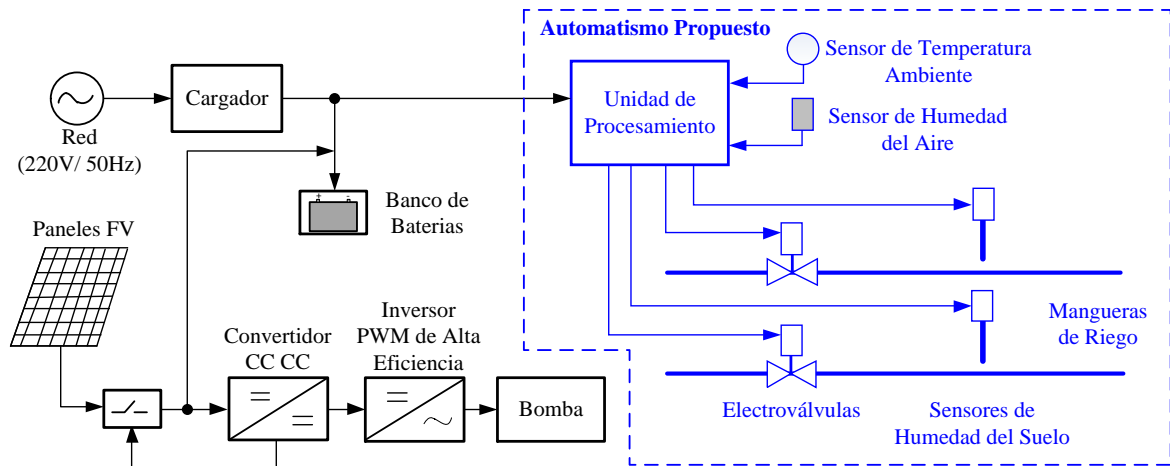 Automatismo Propuesto
Sensor de Temperatura
Ambiente
Cargador
Unidad de
Procesamiento
Sensor de Humedad
del Aire
Red
(220V/ 50Hz)
+ -
Banco de
Baterias
Paneles FV
Mangueras
de Riego
Convertidor
CC CC
Inversor
PWM de Alta
Eficiencia
Bomba
Electroválvulas
Sensores de
Humedad del Suelo